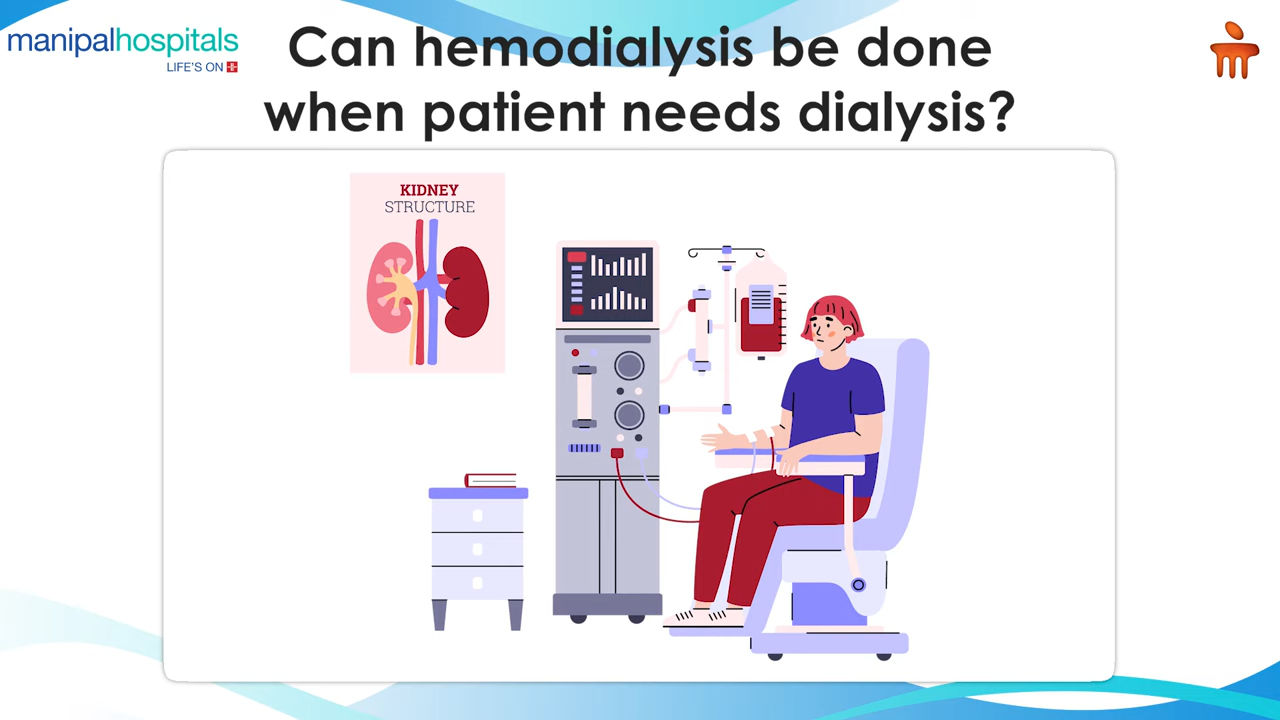 manipalhospitals
LIFE'S ON
Can hemodialysis be done
when patient needs dialysis?
KIDNEY
STRUCTURE